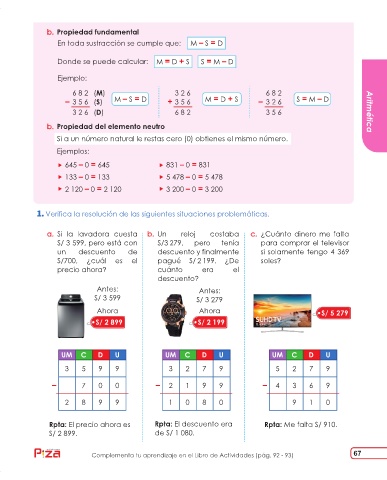 b. Propiedad fundamental
En toda sustracción se cumple que: M – S = D
Donde se puede calcular: M = D + S S = M – D
Ejemplo:
6 8 2 (M) 3 2 6 6 8 2
– 3 5 6 (S) M – S = D + 3 5 6 M = D + S – 3 2 6 S = M – D
3 2 6 (D) 6 8 2 3 5 6
Aritmética
b. Propiedad del elemento neutro
Si a un número natural le restas cero (0) obtienes el mismo número.
Ejemplos:
645 – 0 = 645 831 – 0 = 831
133 – 0 = 133 5 478 – 0 = 5 478
2 120 – 0 = 2 120 3 200 – 0 = 3 200
1. Verifica la resolución de las siguientes situaciones problemáticas.
a. Si la lavadora cuesta
S/ 3 599, pero está con
un descuento de
S/700, ¿cuál es el
precio ahora?
Antes:
S/ 3 599
Ahora
S/ 2 899
b. Un reloj costaba
S/3 279, pero tenía
descuento y finalmente
pagué S/ 2 199. ¿De
cuánto era el
descuento?
Antes:
S/ 3 279
Ahora
S/ 2 199
c. ¿Cuánto dinero me falta
para comprar el televisor
si solamente tengo 4 369
soles?
SUHDTV
S/ 5 279
UM C D U UM C D U UM C D U
3 5 9 9 3 2 7 9 5 2 7 9
– 7 0 0 – 2 1 9 9 – 4 3 6 9
2 8 9 9 1 0 8 0 9 1 0
Rpta: El precio ahora es
S/ 2 899.
Rpta: El descuento era
de S/ 1 080.
Rpta: Me falta S/ 910.
Piza
Complementa tu aprendizaje en el Libro de Actividades (pág. 92 - 93)
67